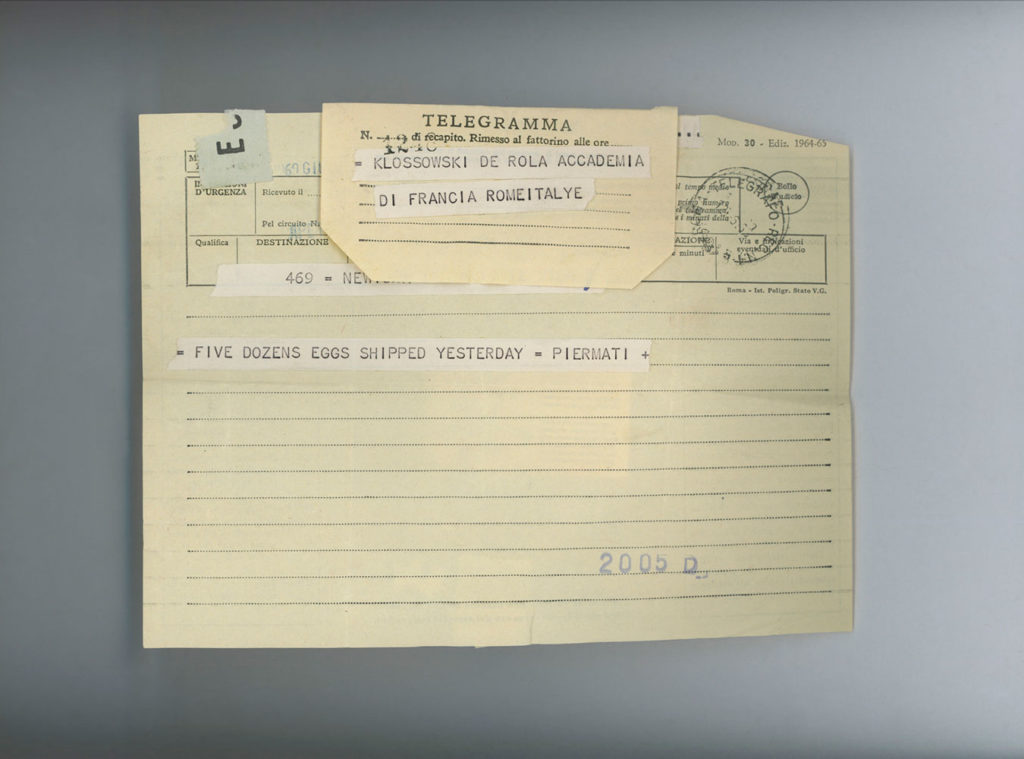 TELEGRAMMA
N. di recapito. Rimesso al fattorino alle ore
= KLOSSOWSKI DE ROLA ACCADEMIA
DI FRANCIA ROMEITALYE
Mod. 30 - Ediz. 1964-65
D'URGENZA
Ricevuto il
Pel circuito
Qualifica
DESTINAZIONE
Bollo
d'ufficio
Via e indicazioni
eventuali d'ufficio
e minuti
469 =
Roma - Ist. Poligr. Stato V.G.
= FIVE DOZENS EGGS SHIPPED YESTERDAY = PIERMATI +
2005 D